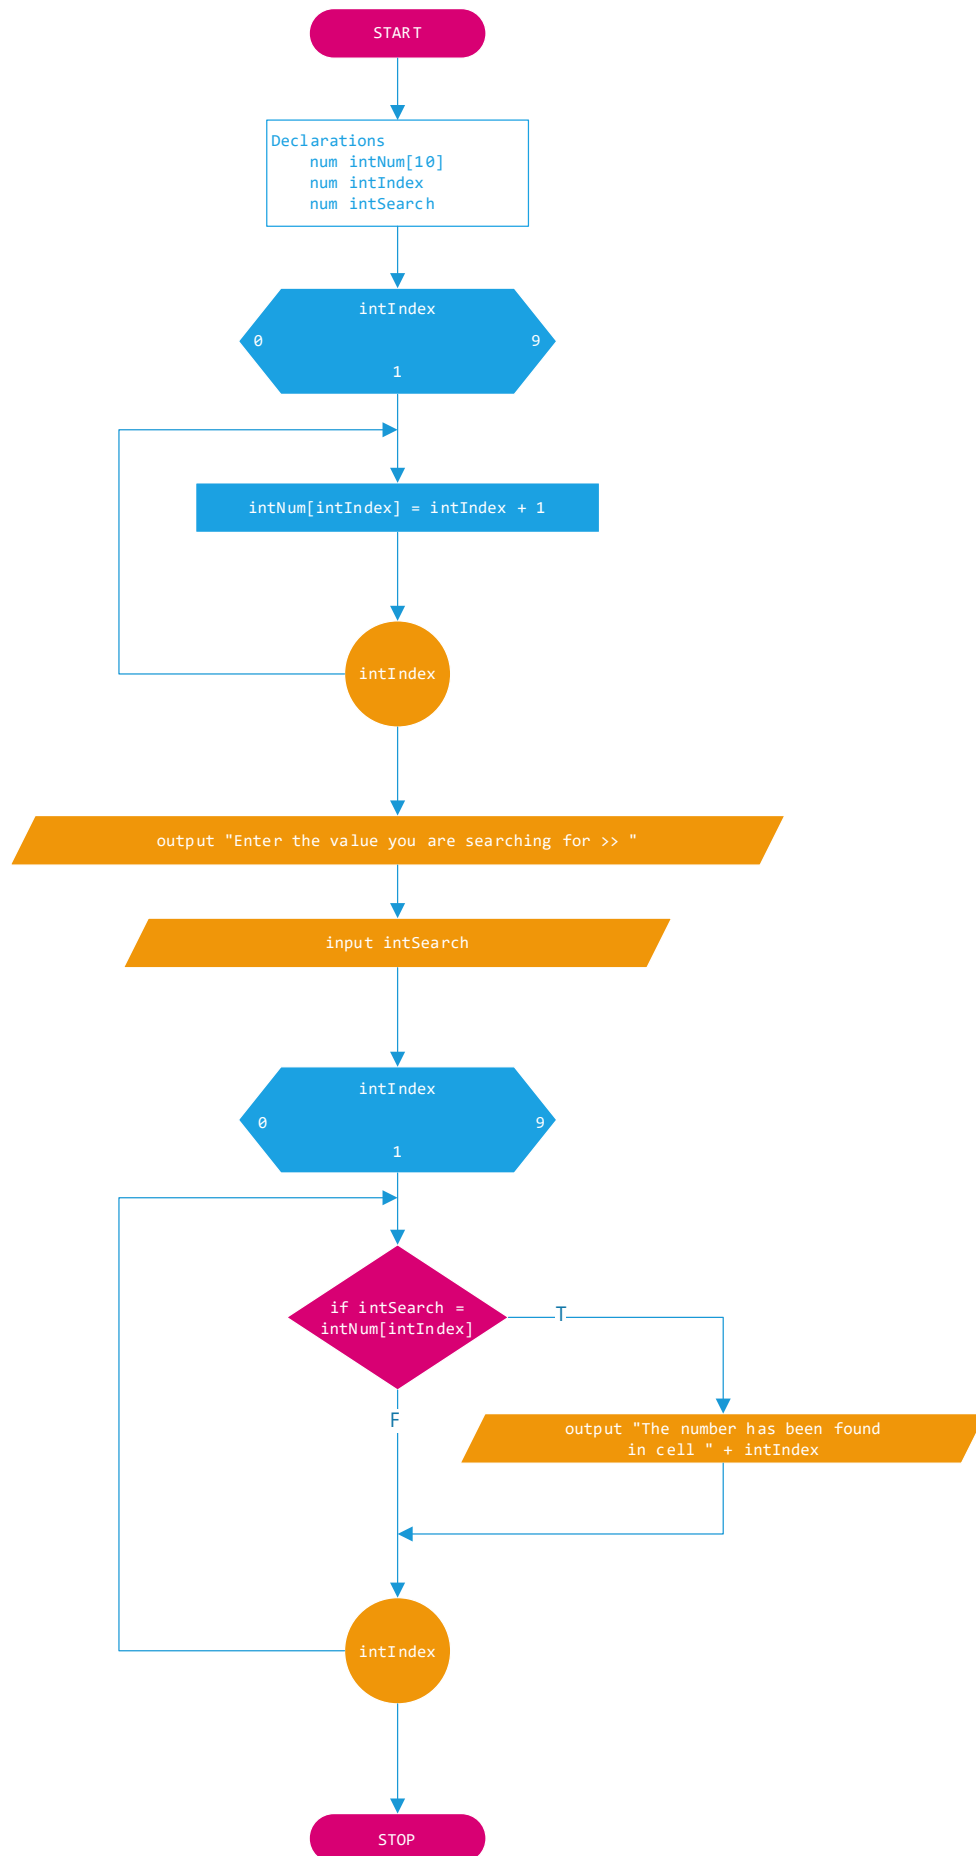 START
Declarations
num intNum[10]
num intIndex
num intSearch
intIndex
0 9
1
intNum[intIndex] = intIndex + 1
intIndex
output "Enter the value you are searching for >> "
input intSearch
intIndex
0 9
1
if intSearch =
intNum[intIndex]
T
F
output "The number has been found
in cell " + intIndex
intIndex
STOP